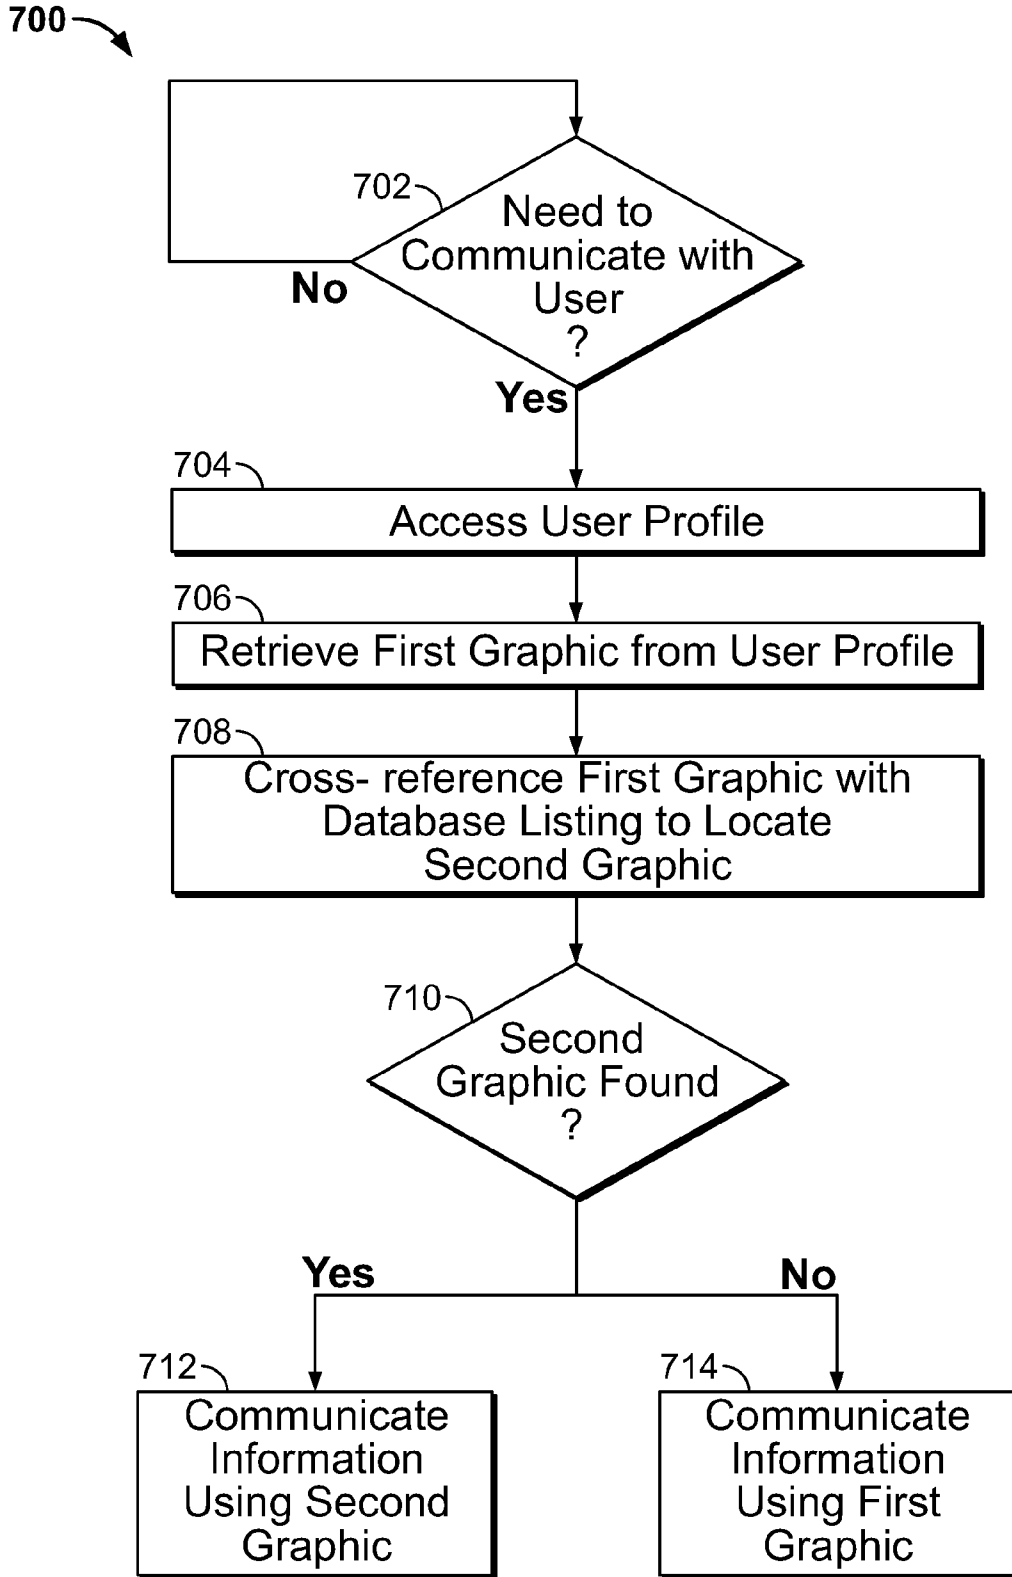 700
702
Need to
Communicate with
User
?
No
Yes
704
Access User Profile
706
Retrieve First Graphic from User Profile
708
Cross- reference First Graphic with
Database Listing to Locate
Second Graphic
710
Second
Graphic Found
?
Yes
No
712
Communicate
Information
Using Second
Graphic
714
Communicate
Information
Using First
Graphic